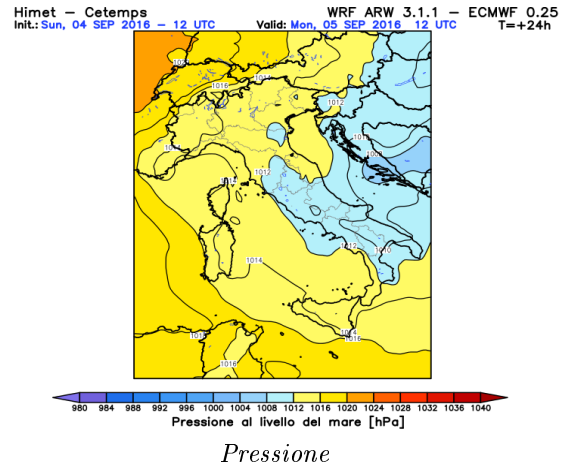 Himet — Cetemps WRF ARW 3.1.1 — ECMWF 0.25
Init.: Sun, 04 SEP 2016 — 12 UTC Valid: Mon, 05 SEP 2016 12 UTC T=+24h
1016
1014
1012
1012
1014
1012
1010
1014
1014
1016
1016
980 984 988 992 996 1000 1004 1008 1012 1016 1020 1024 1028 1032 1036 1040
Pressione al livello del mare [hPa]
Pressione